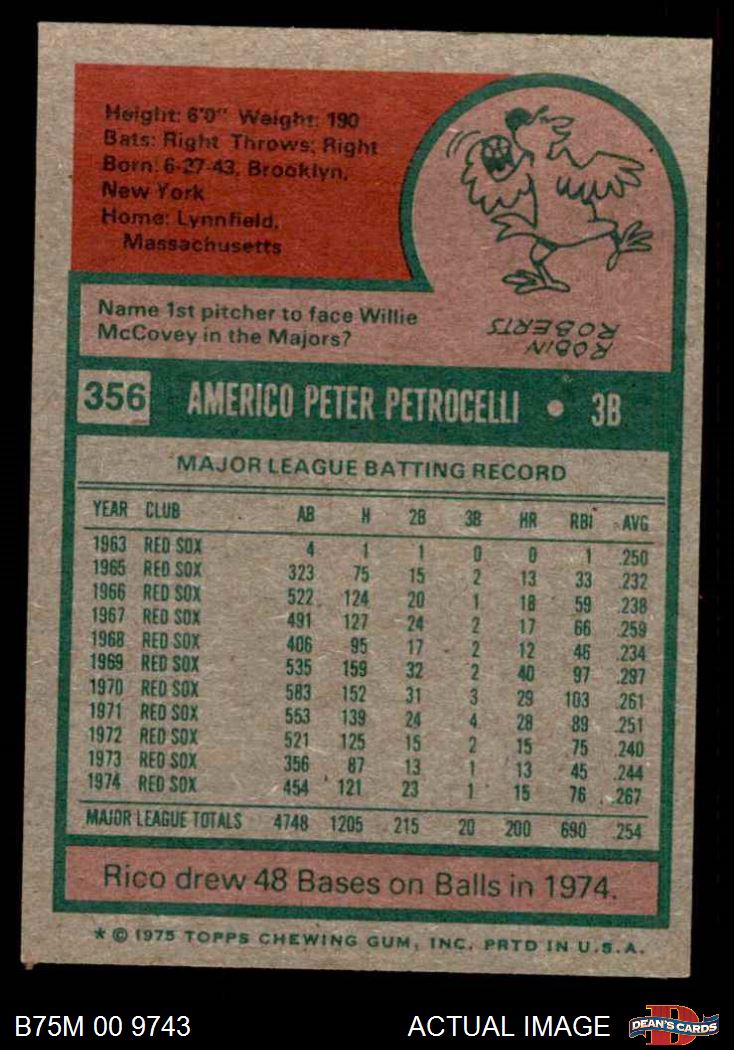 Height: 6'0" Weight: 190
Bats: Right Throws: Right
Born: 6-27-43, Brooklyn,
New York
Home: Lynnfield,
Massachusetts
Name 1st pitcher to face Willie
McCovey in the Majors?
ROBIN
ROBERTS
356 AMERICO PETER PETROCELLI • 3B
MAJOR LEAGUE BATTING RECORD
YEAR CLUB AB H 2B 3B HR RBI AVG
1963 RED SOX 4 1 1 0 0 1 .250
1965 RED SOX 323 75 15 2 13 33 .232
1966 RED SOX 522 124 20 1 18 59 .238
1967 RED SOX 491 127 24 2 17 66 .259
1968 RED SOX 406 95 17 2 12 46 .234
1969 RED SOX 535 159 32 2 40 97 .297
1970 RED SOX 583 152 31 3 29 103 .261
1971 RED SOX 553 139 24 4 28 89 .251
1972 RED SOX 521 125 15 2 15 75 .240
1973 RED SOX 356 87 13 1 13 45 .244
1974 RED SOX 454 121 23 1 15 76 .267
MAJOR LEAGUE TOTALS 4748 1205 215 20 200 690 .254
Rico drew 48 Bases on Balls in 1974.
* © 1975 TOPPS CHEWING GUM, INC. PRTD IN U.S.A.
B75M 00 9743 ACTUAL IMAGE DEAN'S CARDS